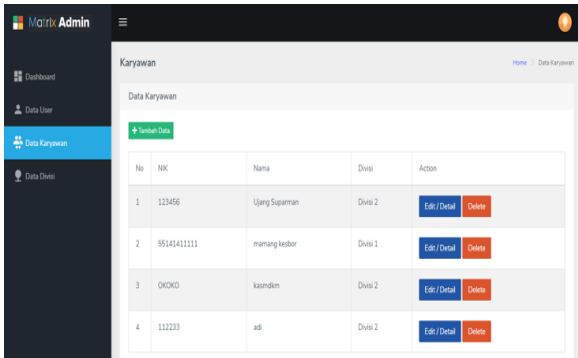 Matrix Admin
Karyawan
Home Data Karyawan
Dashboard
Data User
Data Karyawan
Data Divisi
Data Karyawan
+ Tambah Data
No NIK Nama Divisi Action
1 123456 Ujang Suparman Divisi 2 Edit / Detail Delete
2 55141411111 mamang kesbor Divisi 1 Edit / Detail Delete
3 OKOKO kasmdkm Divisi 2 Edit / Detail Delete
4 112233 adi Divisi 2 Edit / Detail Delete